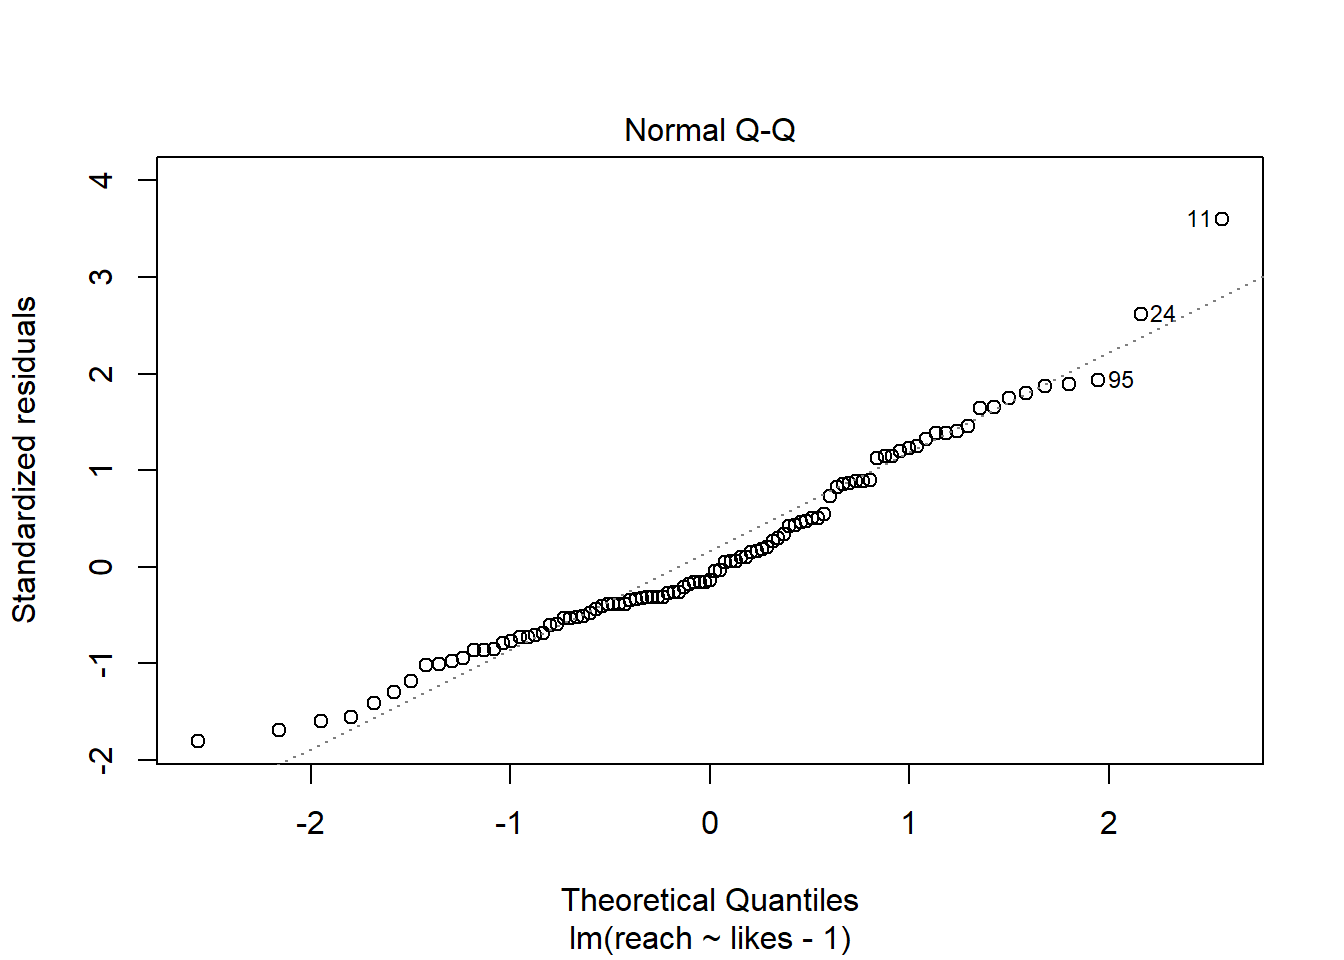 Normal Q-Q
Standardized residuals
4
3
2
1
0
-1
-2
11
24
95
-2 -1 0 1 2
Theoretical Quantiles
lm(reach ~ likes - 1)